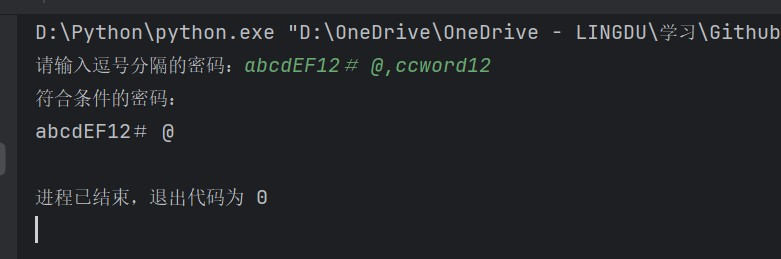 D:\Python\python.exe "D:\OneDrive\OneDrive - LINGDU\学习\Github
请输入逗号分隔的密码：abcdEF12＃ @,ccword12
符合条件的密码：
abcdEF12＃ @
进程已结束，退出代码为 0